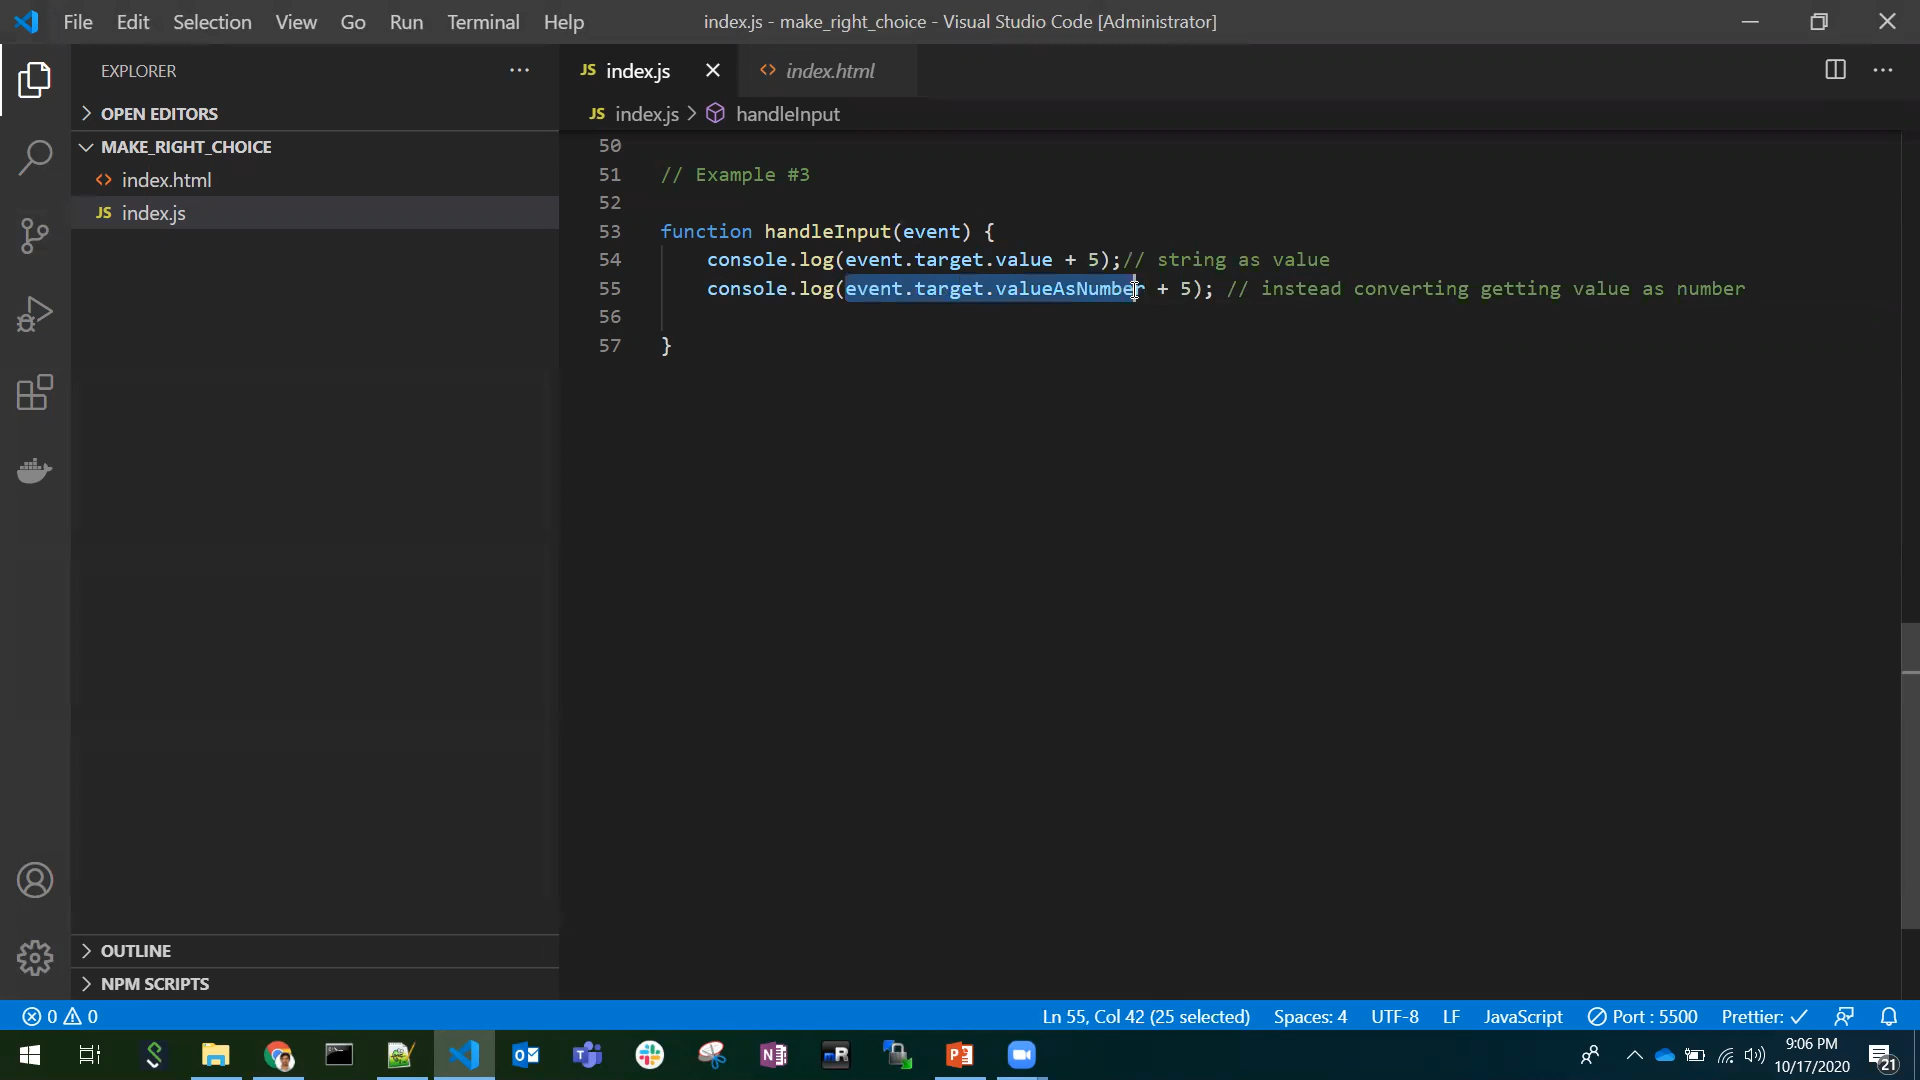 File Edit Selection View Go Run Terminal Help index.js - make_right_choice - Visual Studio Code [Administrator]
EXPLORER
OPEN EDITORS
MAKE_RIGHT_CHOICE
index.html
JS index.js
OUTLINE
NPM SCRIPTS
JS index.js index.html
JS index.js > handleInput
50
51 // Example #3
52
53 function handleInput(event) {
54 console.log(event.target.value + 5);// string as value
55 console.log(event.target.valueAsNumber + 5); // instead converting getting value as number
56
57 }
0 0 Ln 55, Col 42 (25 selected) Spaces: 4 UTF-8 LF JavaScript Port : 5500 Prettier: ✓
9:06 PM
10/17/2020
21